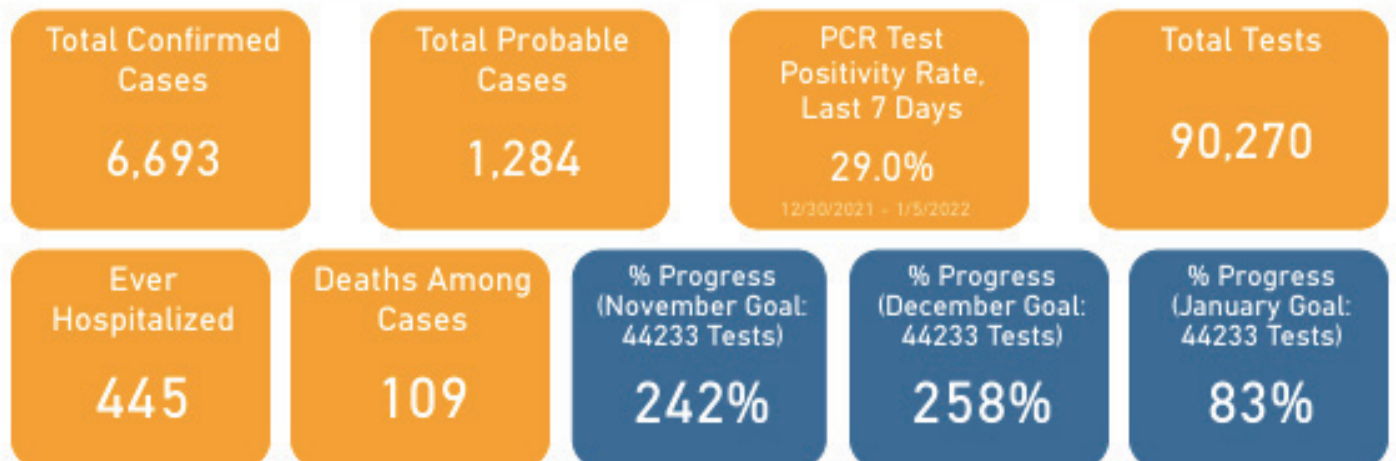 Total Confirmed
Cases
6,693
Total Probable
Cases
1,284
PCR Test
Positivity Rate,
Last 7 Days
29.0%
12/30/2021 - 1/5/2022
Total Tests
90,270
Ever
Hospitalized
445
Deaths Among
Cases
109
% Progress
(November Goal:
44233 Tests)
242%
% Progress
(December Goal:
44233 Tests)
258%
% Progress
(January Goal:
44233 Tests)
83%